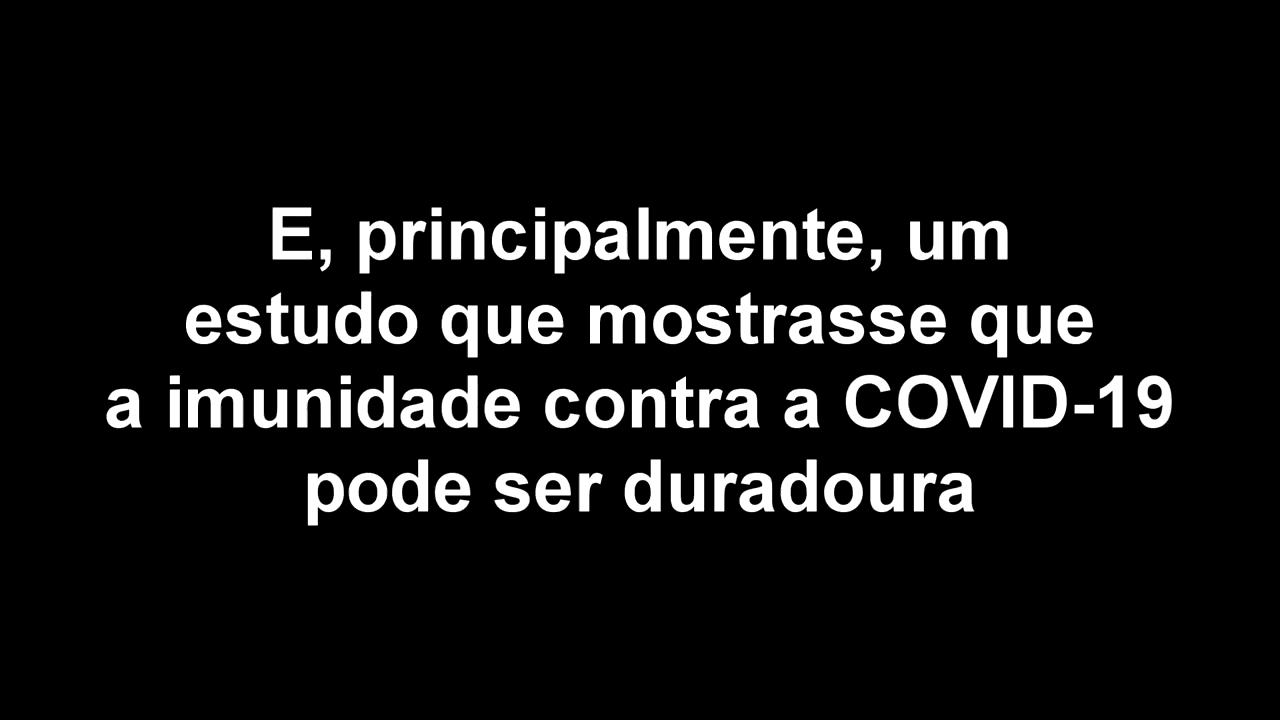 E, principalmente, um
estudo que mostrasse que
a imunidade contra a COVID-19
pode ser duradoura